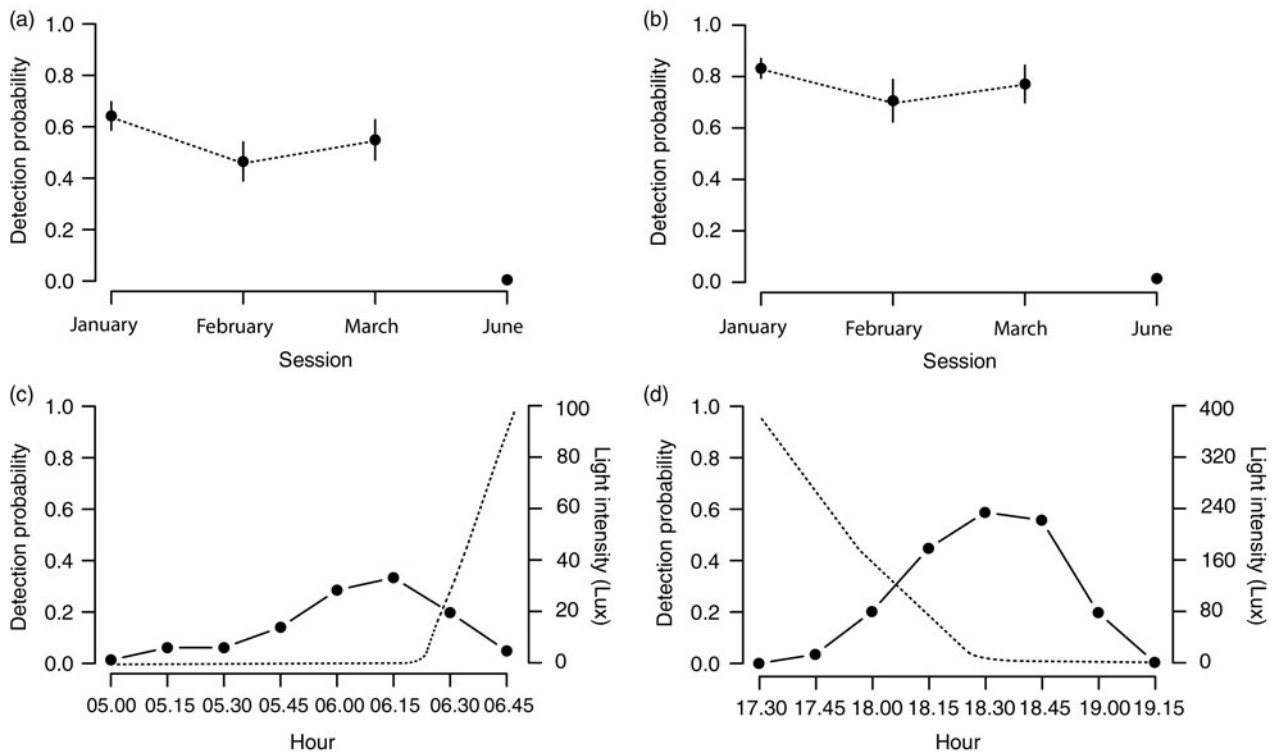 (a)
1.0
0.8
0.6
0.4
0.2
0.0
Detection probability
January
February
March
June
Session
(b)
1.0
0.8
0.6
0.4
0.2
0.0
Detection probability
January
February
March
June
Session
(c)
1.0
0.8
0.6
0.4
0.2
0.0
Detection probability
100
80
60
40
20
0
Light intensity (Lux)
05.00 05.15 05.30 05.45 06.00 06.15 06.30 06.45
Hour
(d)
1.0
0.8
0.6
0.4
0.2
0.0
Detection probability
400
320
240
160
80
0
Light intensity (Lux)
17.30 17.45 18.00 18.15 18.30 18.45 19.00 19.15
Hour